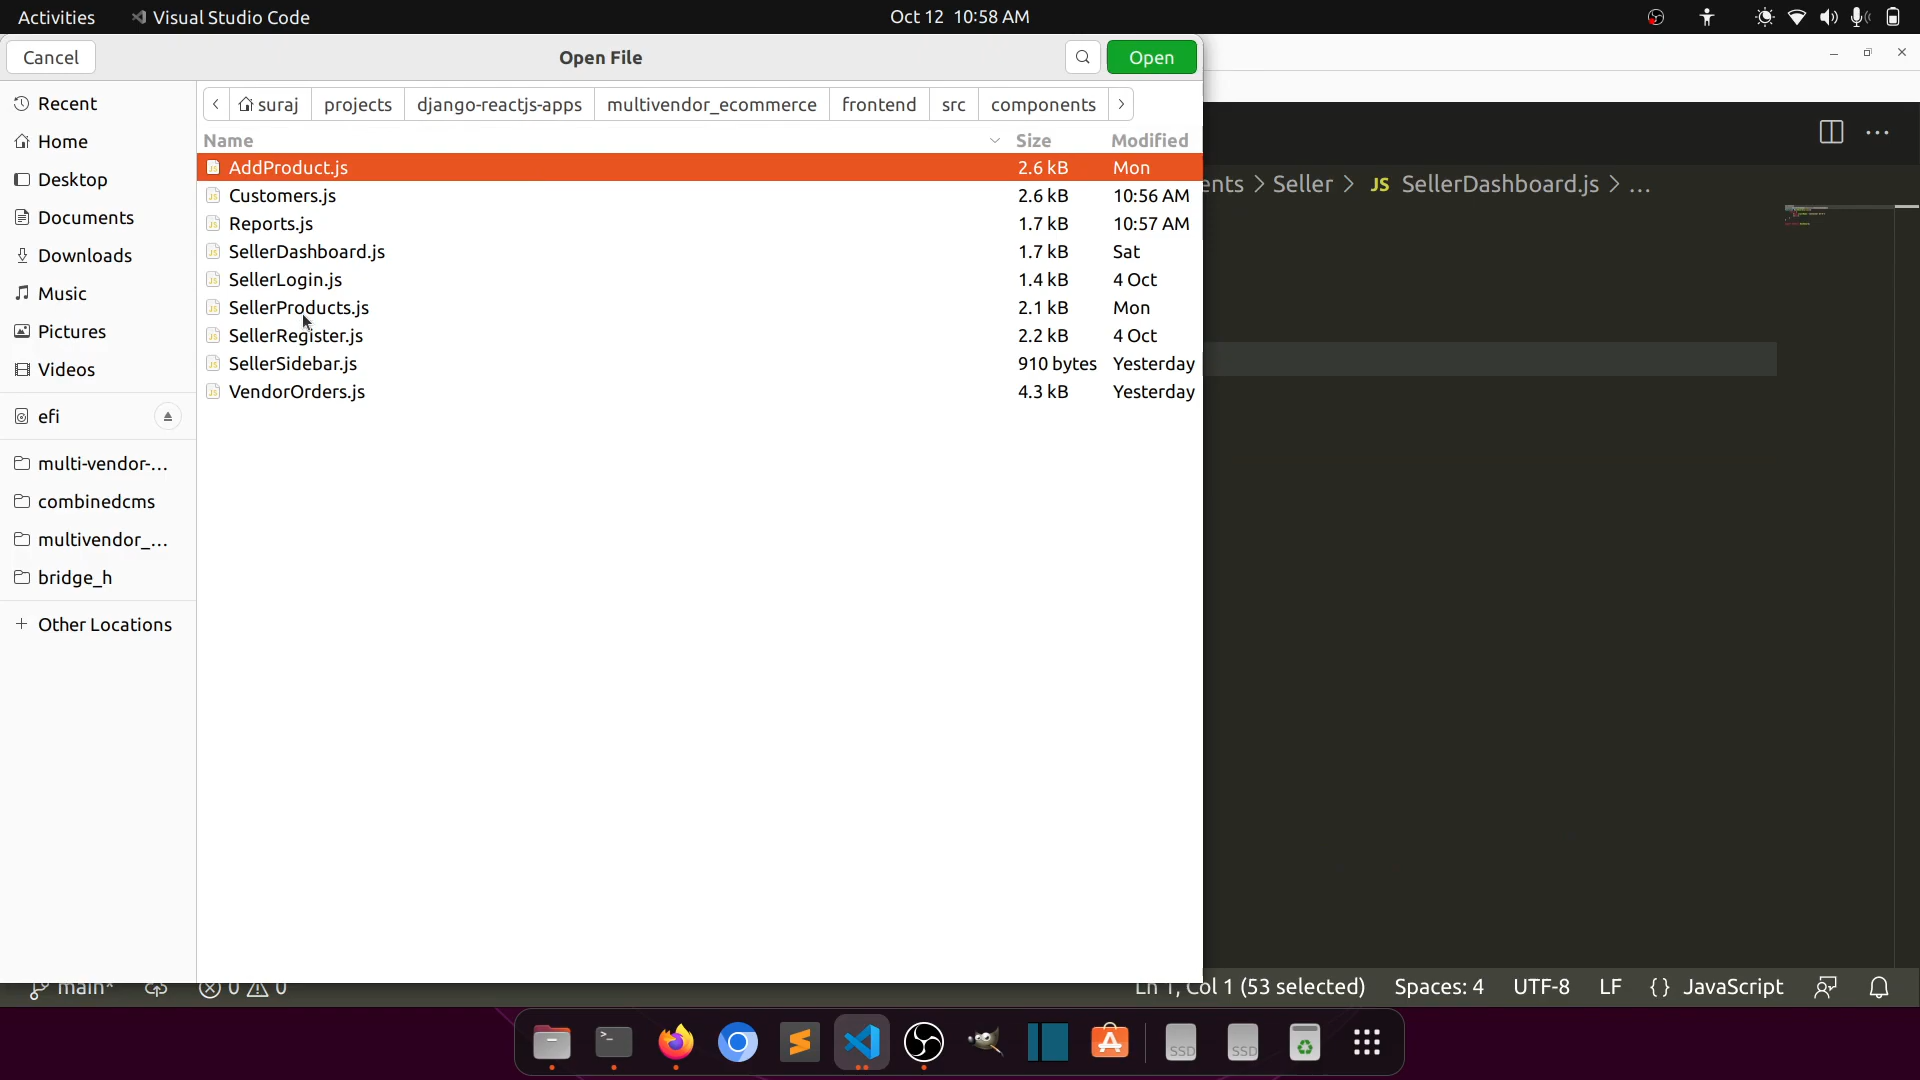 Activities
Visual Studio Code
Oct 12 10:58 AM
Cancel
Open File
Open
Recent
Home
Desktop
Documents
Downloads
Music
Pictures
Videos
efi
multi-vendor-...
combinedcms
multivendor_...
bridge_h
+ Other Locations
suraj
projects
django-reactjs-apps
multivendor_ecommerce
frontend
src
components
Name Size Modified
AddProduct.js 2.6 kB Mon
Customers.js 2.6 kB 10:56 AM
Reports.js 1.7 kB 10:57 AM
SellerDashboard.js 1.7 kB Sat
SellerLogin.js 1.4 kB 4 Oct
SellerProducts.js 2.1 kB Mon
SellerRegister.js 2.2 kB 4 Oct
SellerSidebar.js 910 bytes Yesterday
VendorOrders.js 4.3 kB Yesterday
ents > Seller > JS SellerDashboard.js > ...
main* 0 0 Ln 1, Col 1 (53 selected) Spaces: 4 UTF-8 LF {} JavaScript
SSD SSD